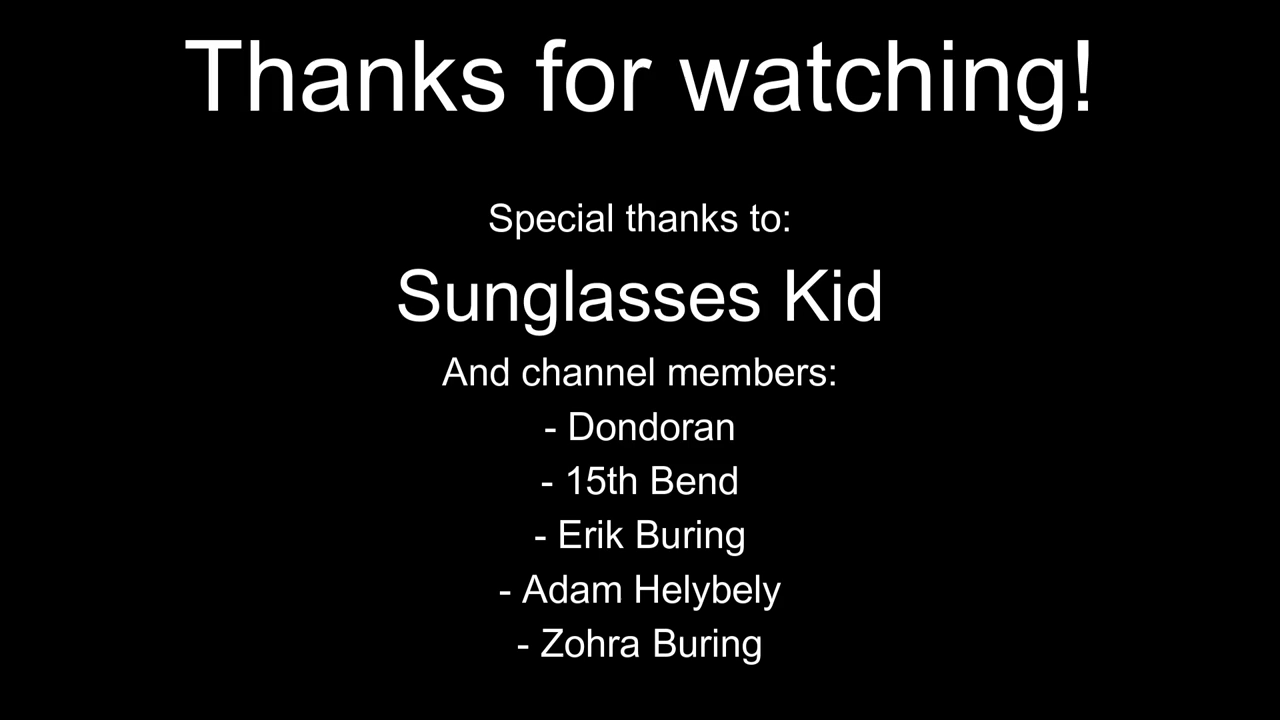 Thanks for watching!
Special thanks to:
Sunglasses Kid
And channel members:
- Dondoran
- 15th Bend
- Erik Buring
- Adam Helybely
- Zohra Buring